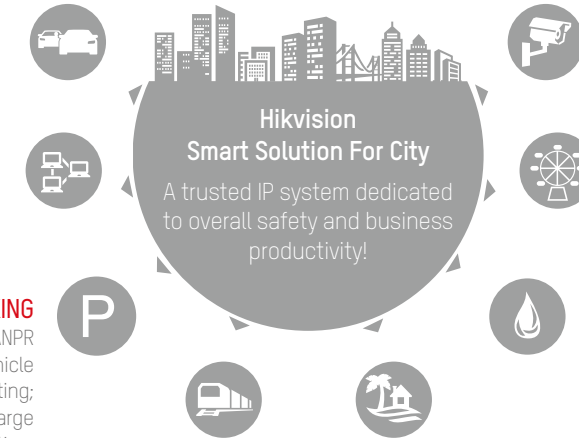 Hikvision
Smart Solution For City
A trusted IP system dedicated
to overall safety and business
productivity!
P